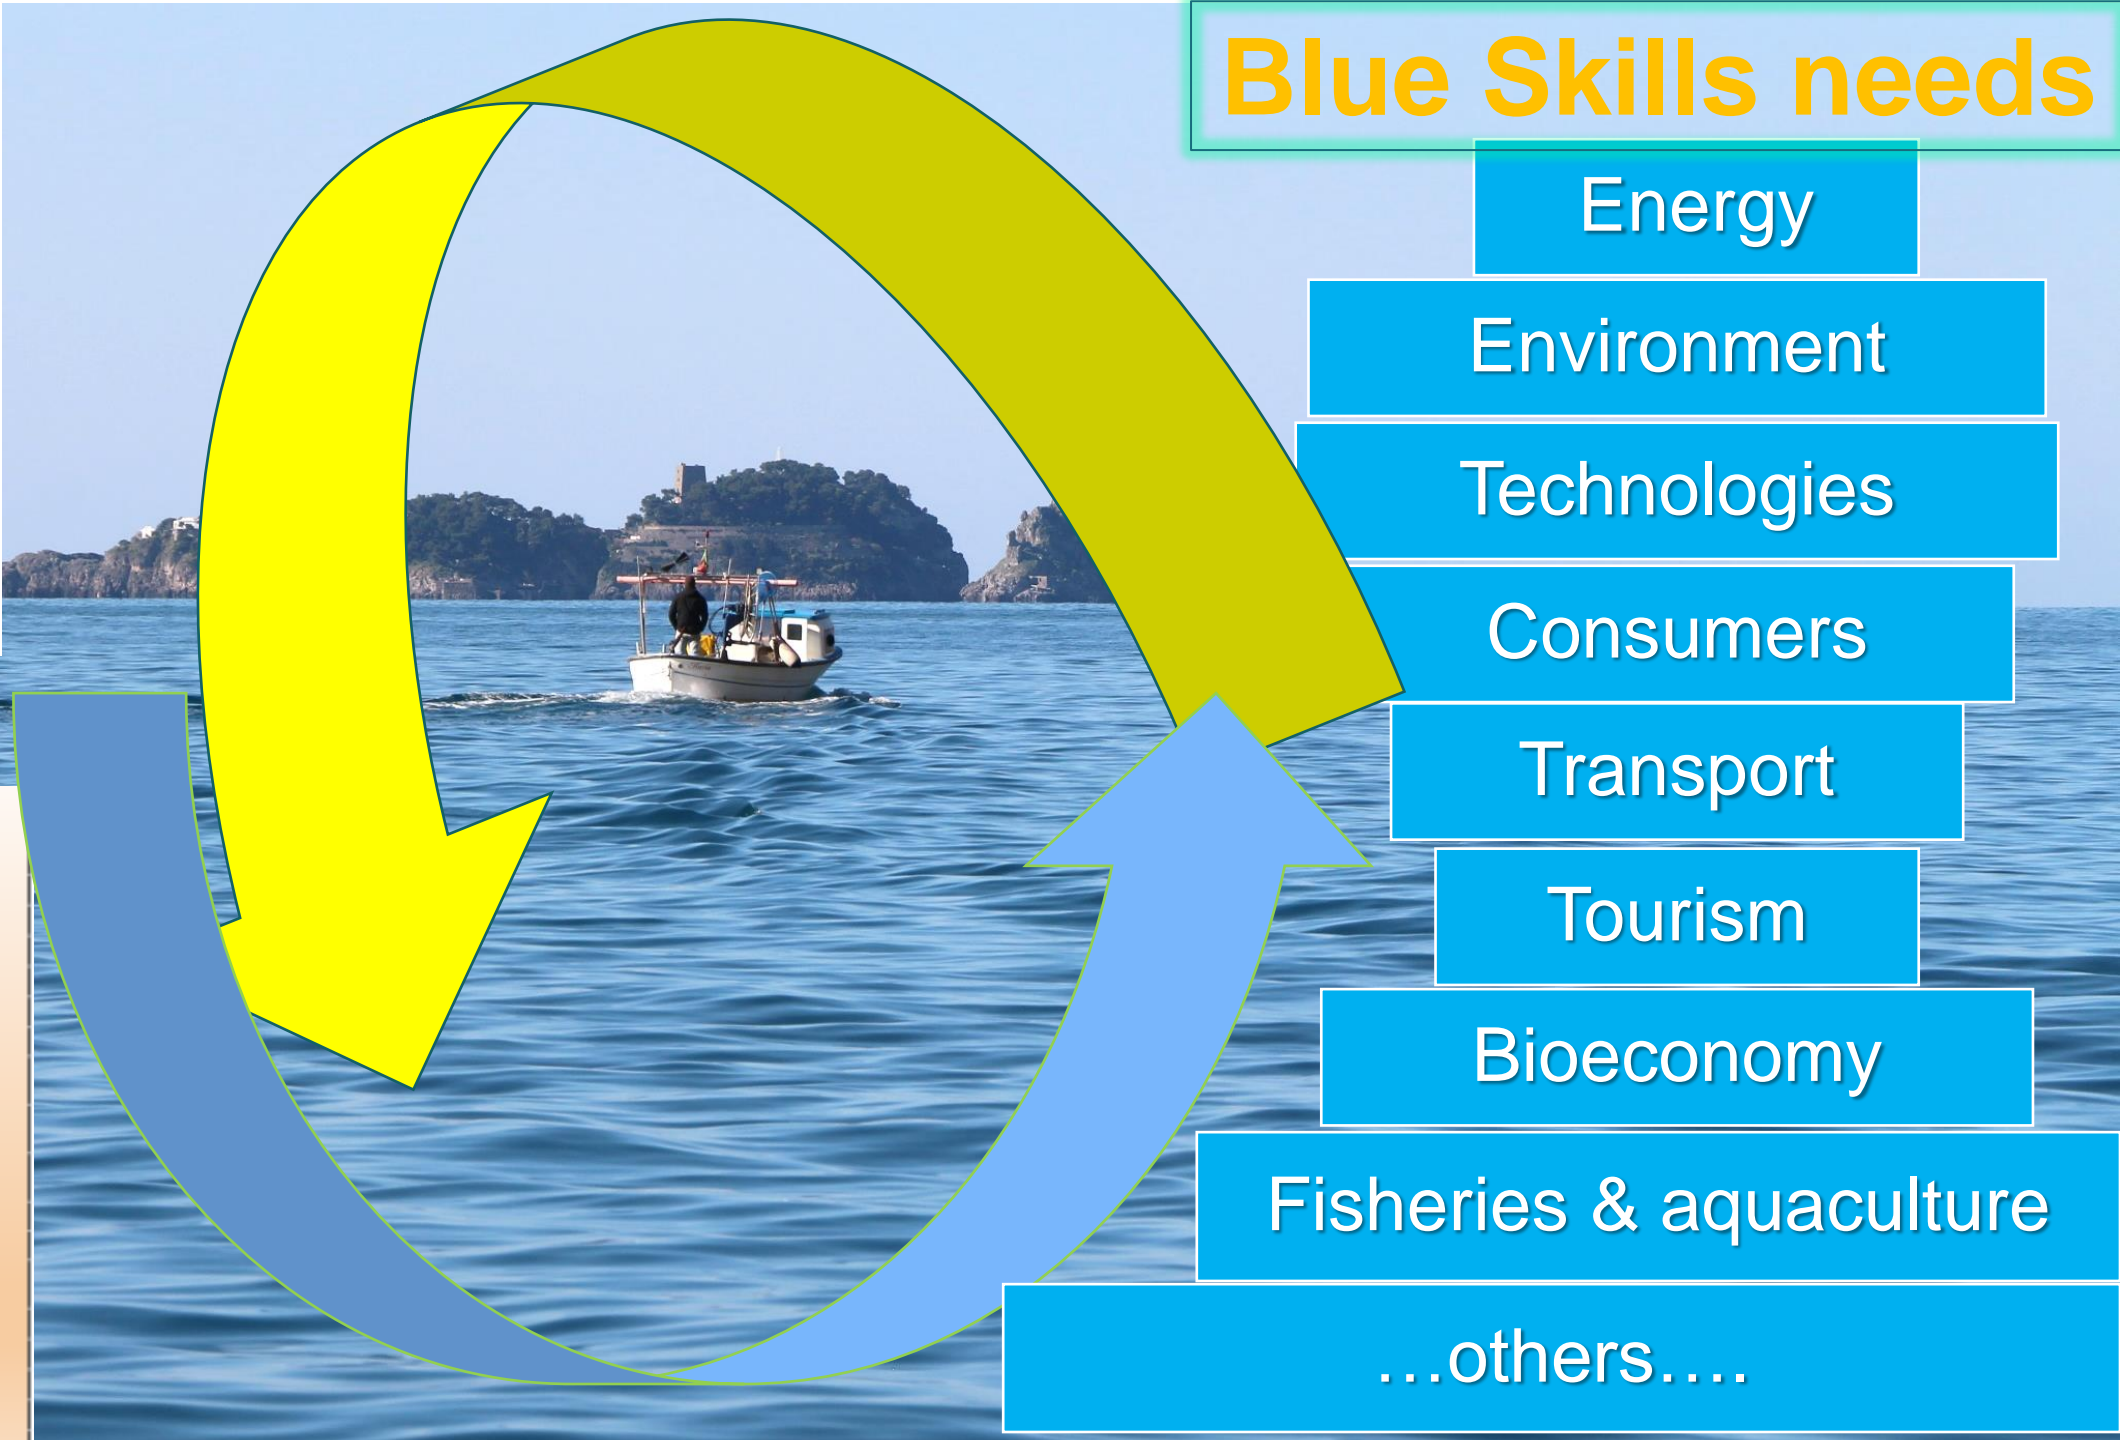 Blue Skills needs
Energy
Environment
Technologies
Consumers
Transport
Tourism
Bioeconomy
Fisheries & aquaculture
…others….